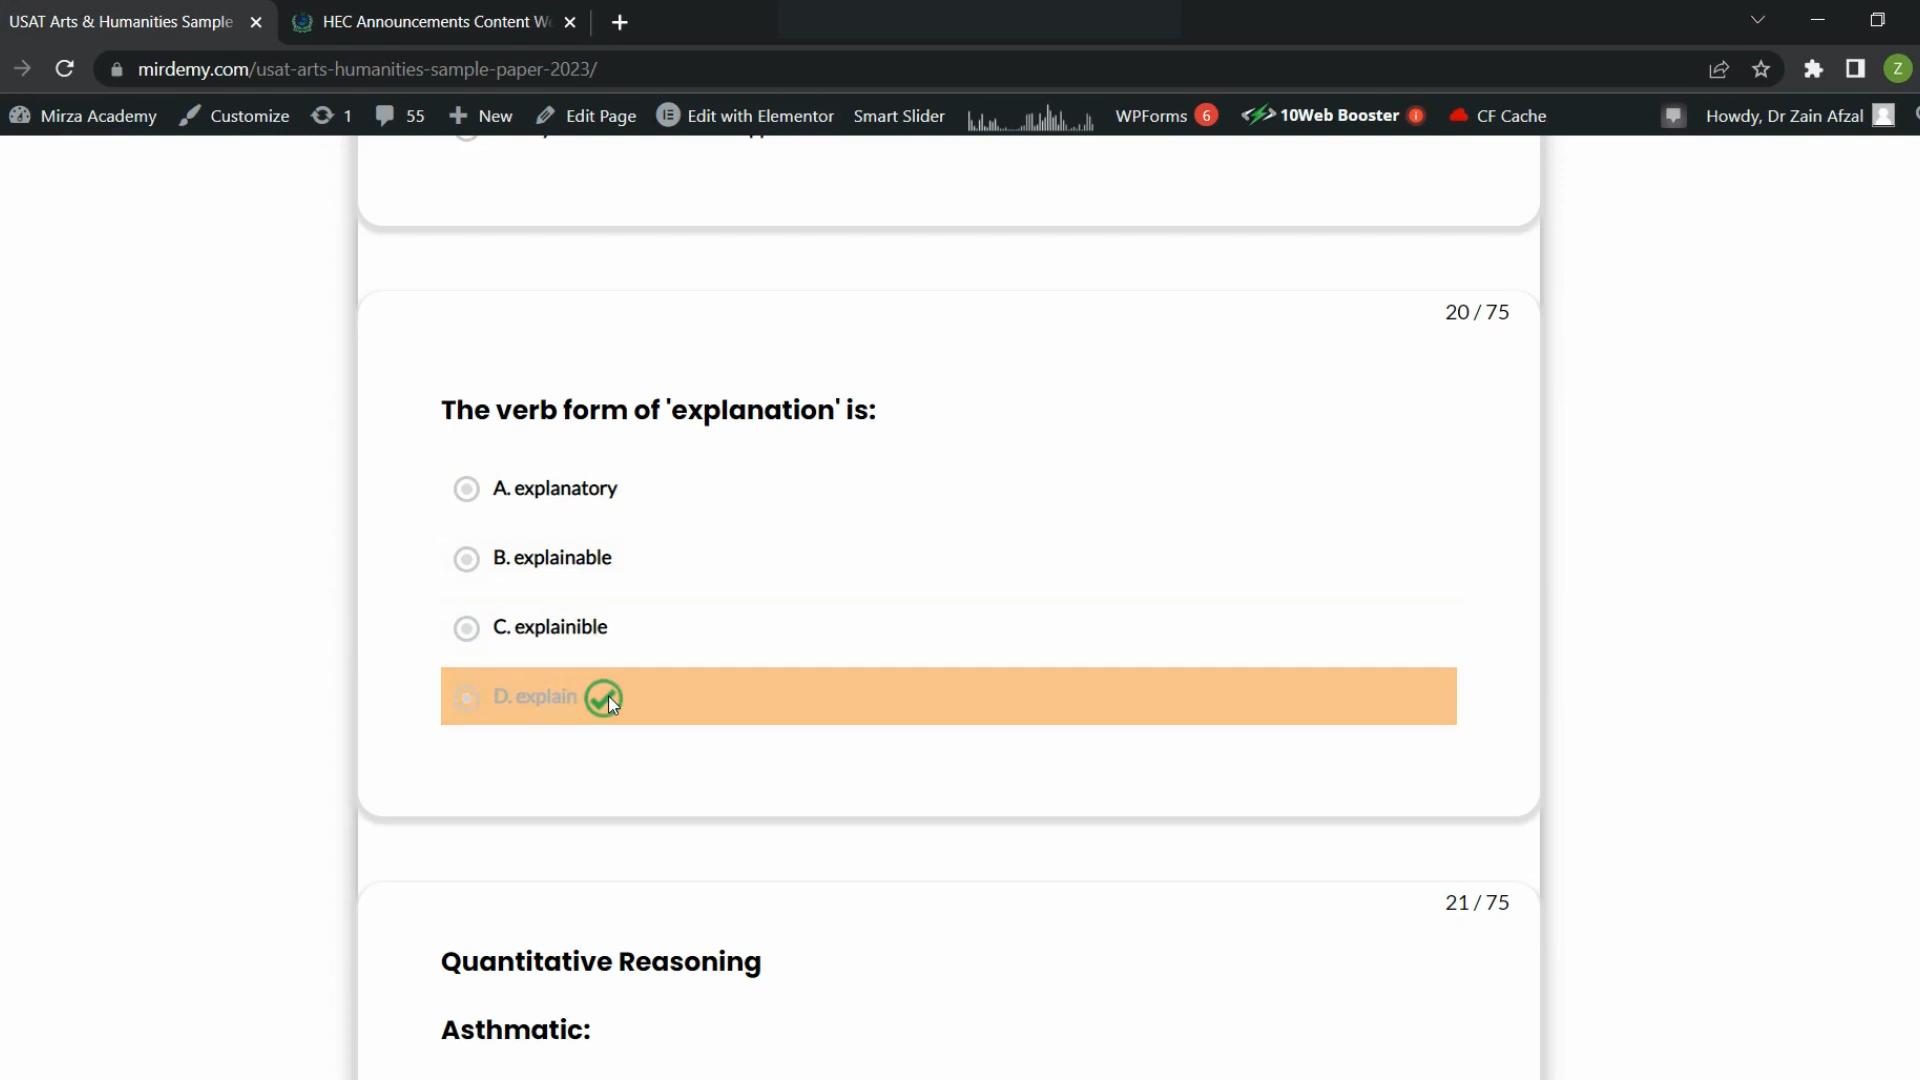 USAT Arts & Humanities Sample
HEC Announcements Content W
mirdemy.com/usat-arts-humanities-sample-paper-2023/
Z
Mirza Academy
Customize
1
55
New
Edit Page
Edit with Elementor
Smart Slider
WPForms 6
10Web Booster
CF Cache
Howdy, Dr Zain Afzal
20 / 75
The verb form of 'explanation' is:
A. explanatory
B. explainable
C. explainible
D. explain
21 / 75
Quantitative Reasoning
Asthmatic: